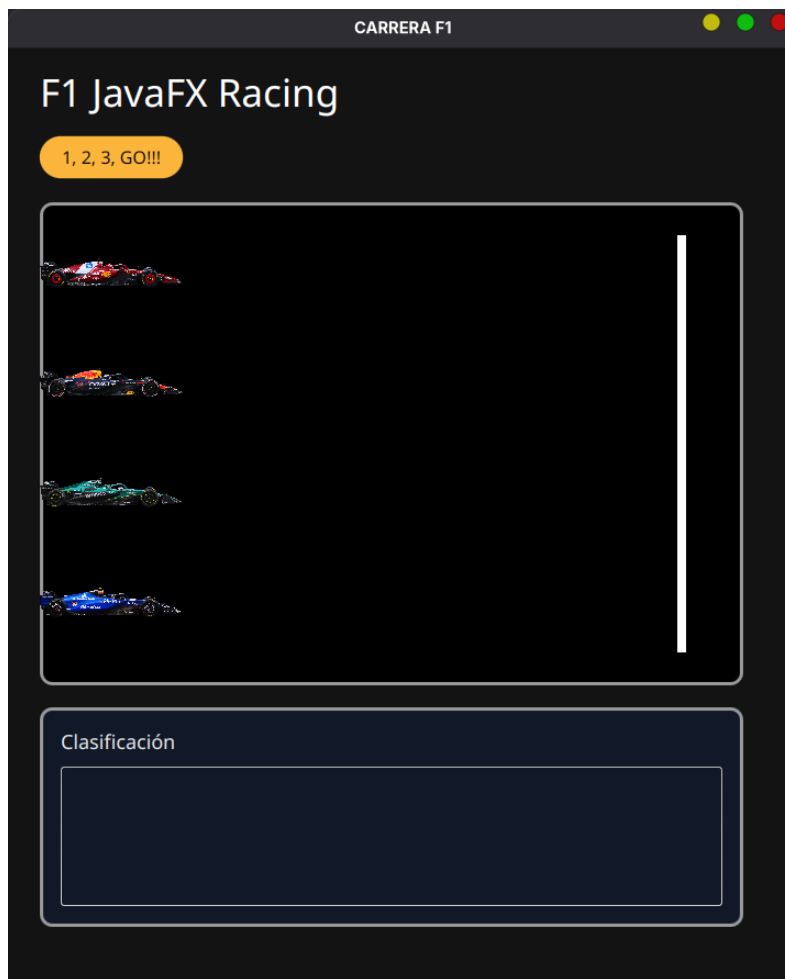 CARRERA F1
F1 JavaFX Racing
1, 2, 3, GO!!!
Clasificación